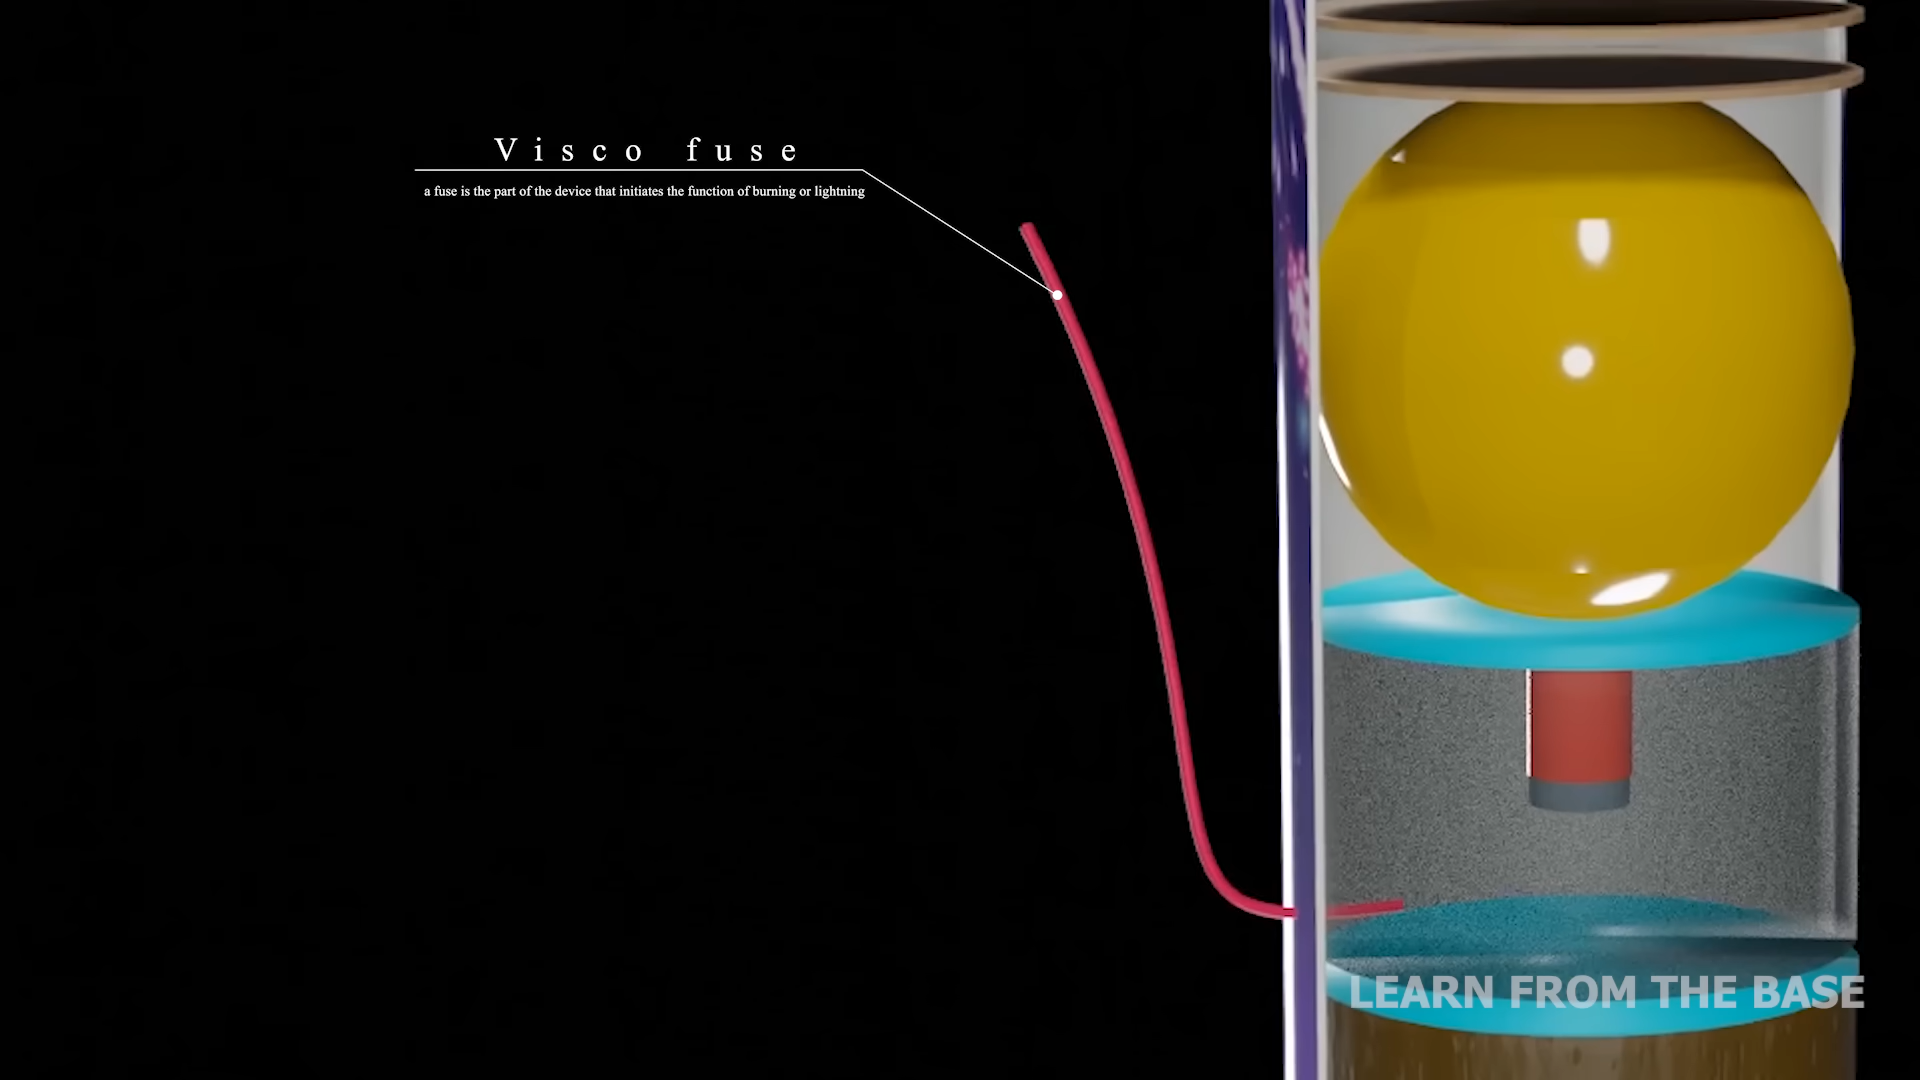 Visco fuse
a fuse is the part of the device that initiates the function of burning or lightning
LEARN FROM THE BASE